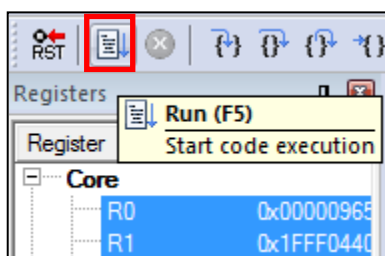 RST
Registers
Run (F5)
Register
Start code execution
Core
R0 0x00000965
R1 0x1FFF0440